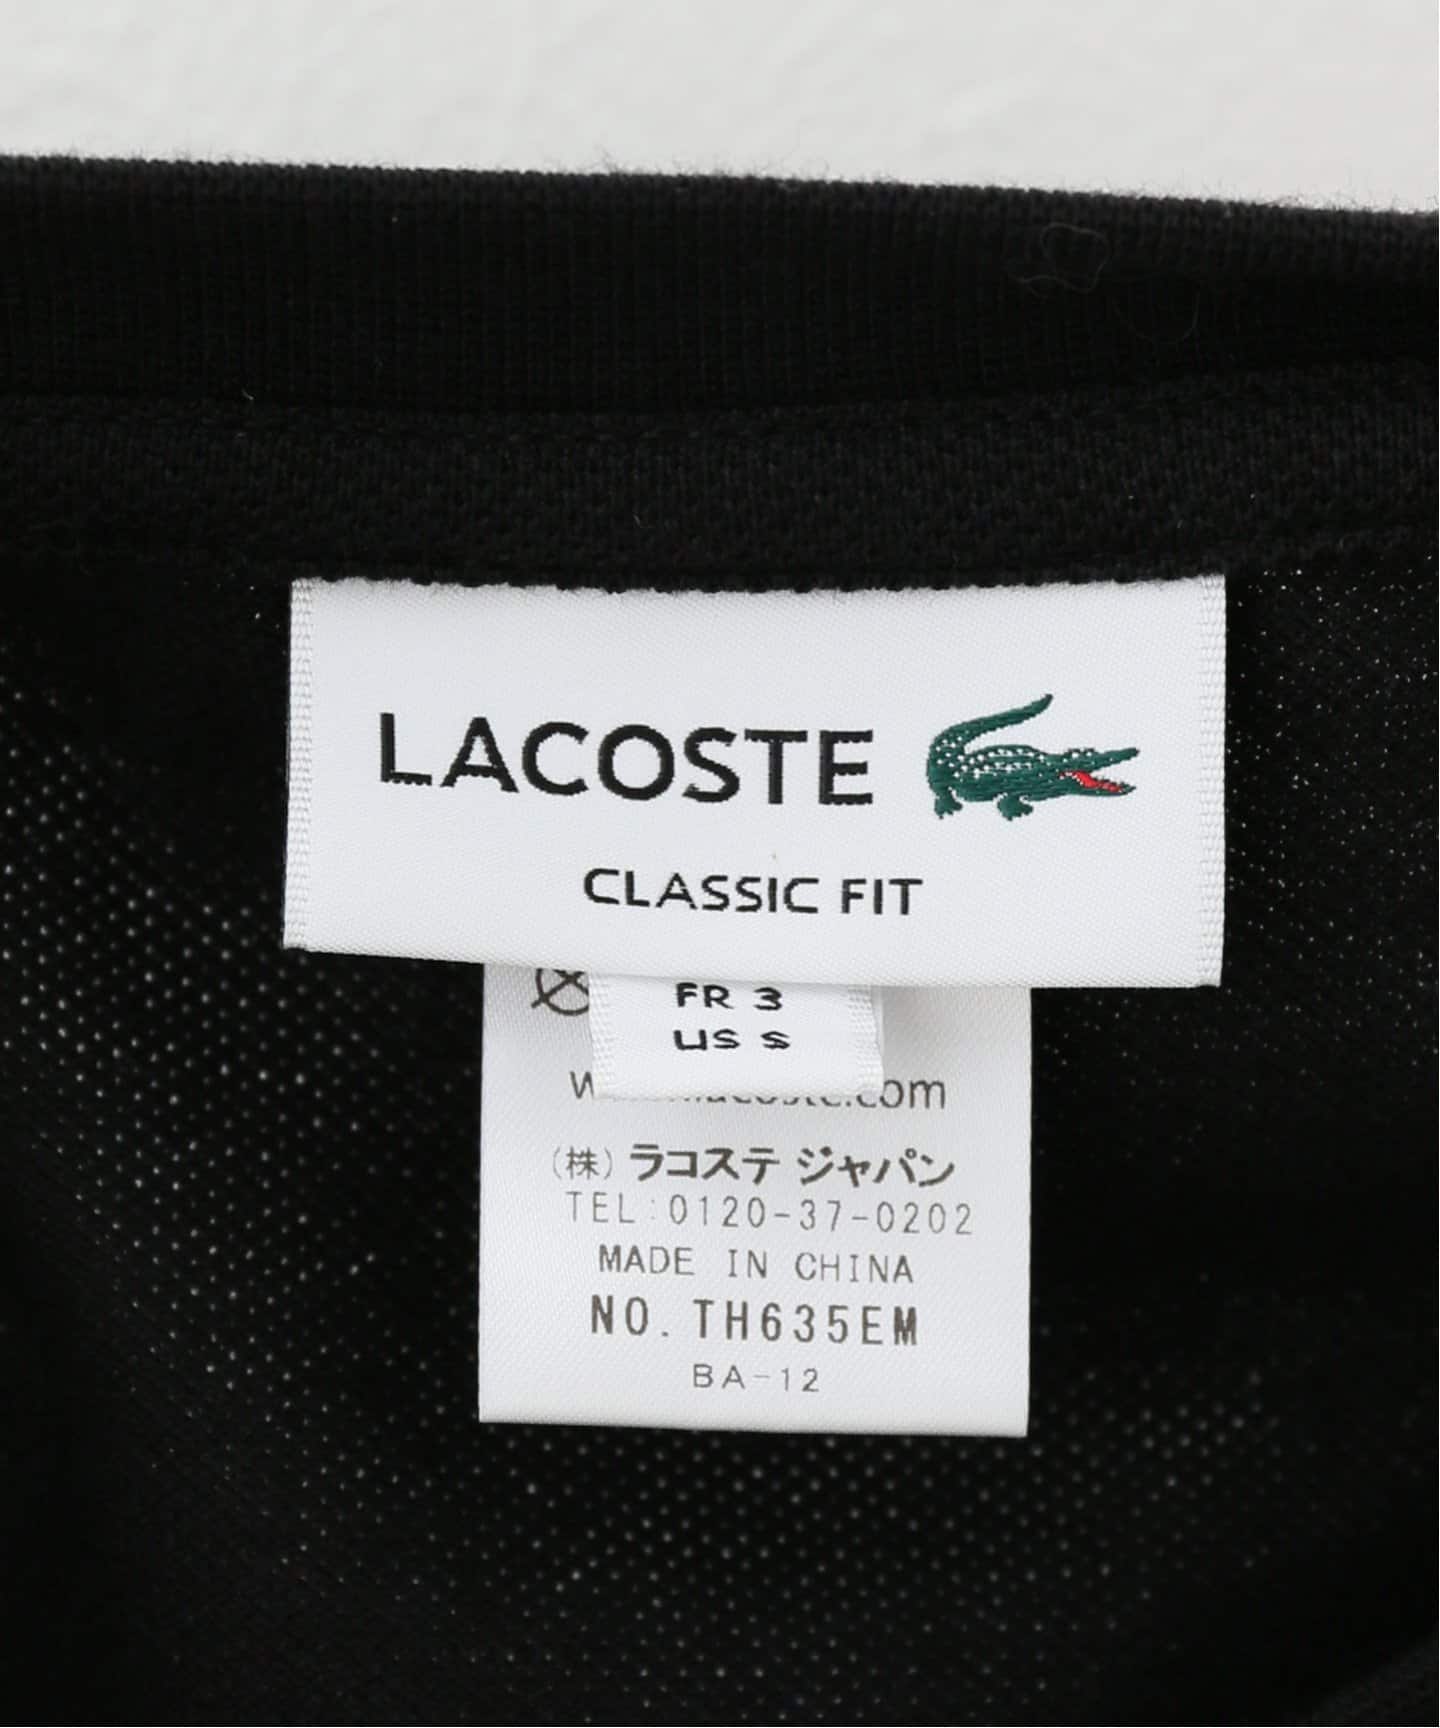 LACOSTE
CLASSIC FIT
FR 3
US S
.com
(株) ラコステ ジャパン
TEL:0120-37-0202
MADE IN CHINA
NO. TH635EM
BA-12